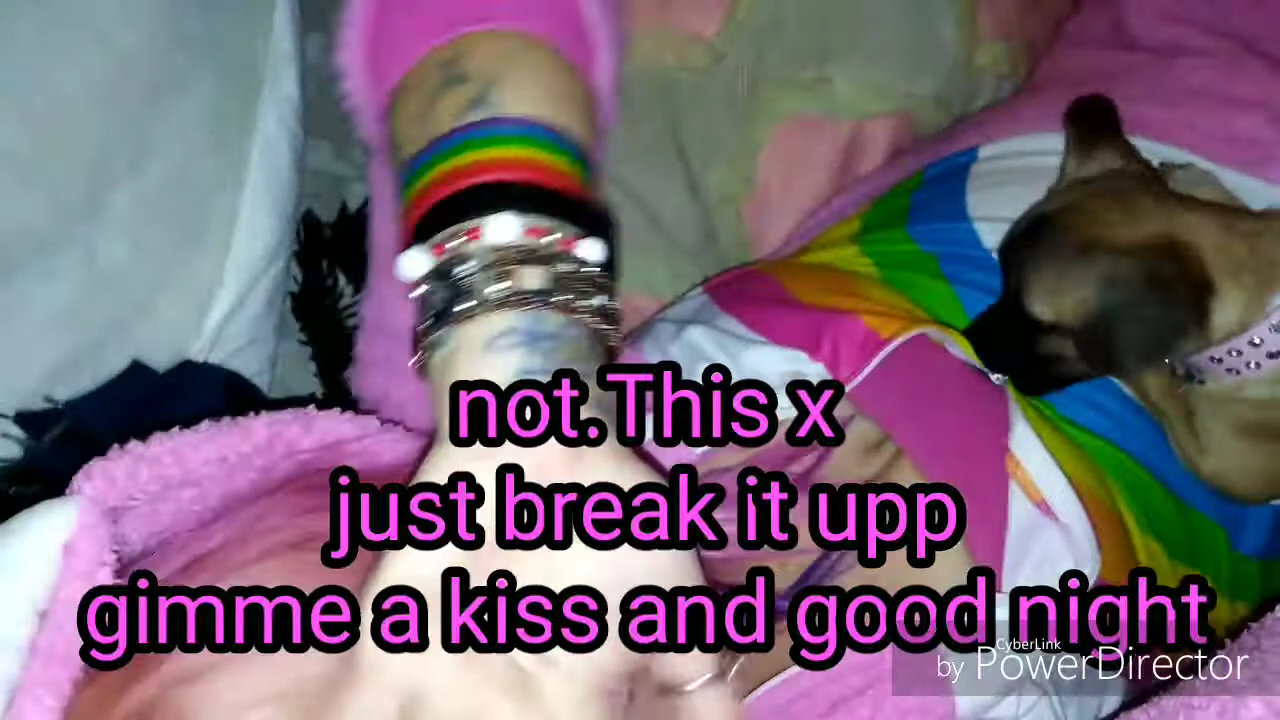 not.This x
just break it upp
gimme a kiss and good night
CyberLink
by PowerDirector